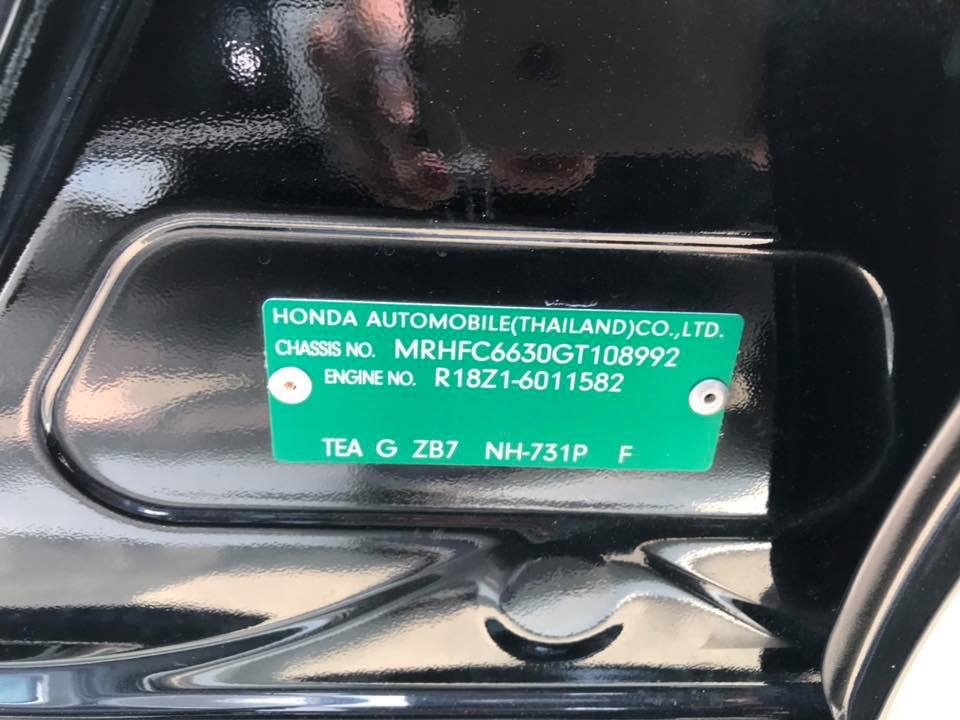 HONDA AUTOMOBILE(THAILAND)CO.,LTD.
CHASSIS NO. MRHFC6630GT108992
ENGINE NO. R18Z1-6011582
TEA G ZB7 NH-731P F